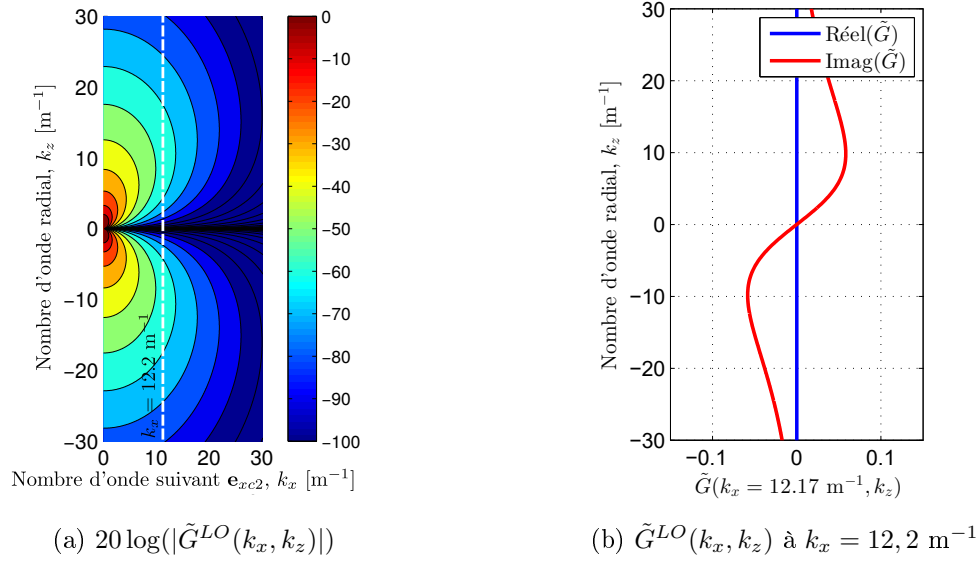 30
20
10
0
−10
−20
−30
0 10 20 30
Nombre d'onde radial, k_z [m⁻¹]
k_x = 12.2 m⁻¹
Nombre d'onde suivant e_xc2, k_x [m⁻¹]
−0
−10
−20
−30
−40
−50
−60
−70
−80
−90
−100
(a) 20 log(|G̃^LO(k_x, k_z)|)
30
20
10
0
−10
−20
−30
−0.1 0 0.1
Nombre d'onde radial, k_z [m⁻¹]
Réel(G̃)
Imag(G̃)
G̃(k_x = 12.17 m⁻¹, k_z)
(b) G̃^LO(k_x, k_z) à k_x = 12, 2 m⁻¹